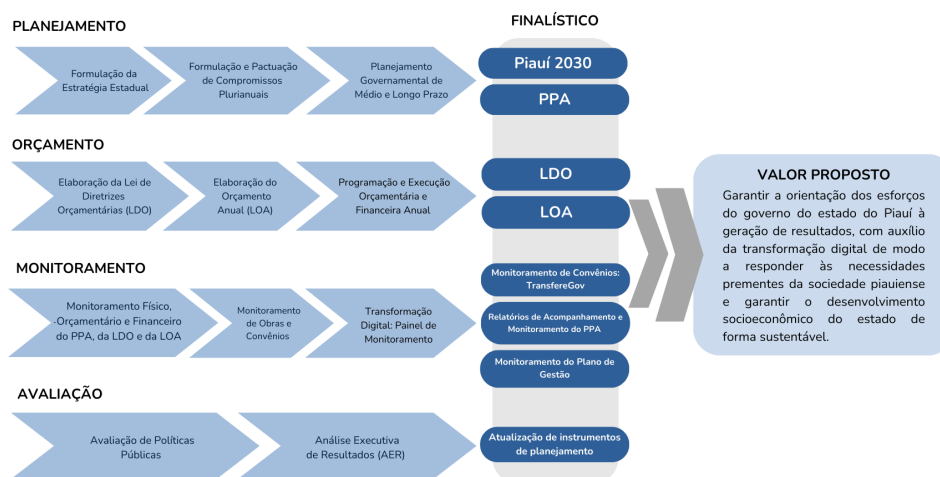 PLANEJAMENTO
Formulação da
Estratégia Estadual
Formulação e Pactuação
de Compromissos
Plurianuais
Planejamento
Governamental de
Médio e Longo Prazo
ORÇAMENTO
Elaboração da Lei de
Diretrizes
Orçamentárias (LDO)
Elaboração do
Orçamento
Anual (LOA)
Programação e Execução
Orçamentária e
Financeira Anual
MONITORAMENTO
Monitoramento Físico,
-Orçamentário e Financeiro
do PPA, da LDO e da LOA
Monitoramento
de Obras e
Convênios
Transformação
Digital: Painel de
Monitoramento
AVALIAÇÃO
Avaliação de Políticas
Públicas
Análise Executiva
de Resultados (AER)
FINALÍSTICO
Piauí 2030
PPA
LDO
LOA
Monitoramento de Convênios:
TransfereGov
Relatórios de Acompanhamento e
Monitoramento do PPA
Monitoramento do Plano de
Gestão
Atualização de instrumentos
de planejamento
VALOR PROPOSTO
Garantir a orientação dos esforços
do governo do estado do Piauí à
geração de resultados, com auxílio
da transformação digital de modo
a responder às necessidades
prementes da sociedade piauiense
e garantir o desenvolvimento
socioeconômico do estado de
forma sustentável.